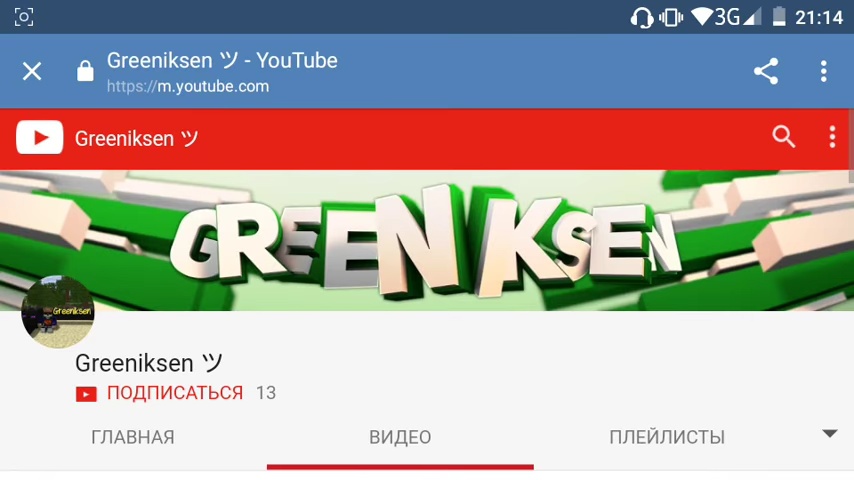 3G 21:14
Greeniksen ツ - YouTube
https://m.youtube.com
Greeniksen ツ
GREENIKSEN
Greeniksen
Greeniksen ツ
ПОДПИСАТЬСЯ 13
ГЛАВНАЯ ВИДЕО ПЛЕЙЛИСТЫ